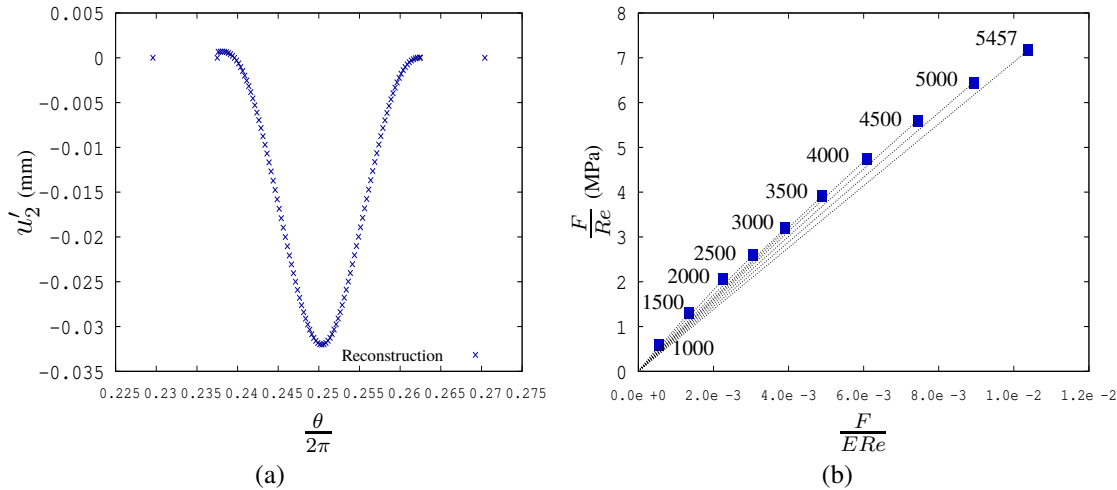 0.005
0
−0.005
−0.01
−0.015
−0.02
−0.025
−0.03
−0.035
u′2 (mm)
Reconstruction
0.225 0.23 0.235 0.24 0.245 0.25 0.255 0.26 0.265 0.27 0.275
θ
2π
(a)
8
7
6
5
4
3
2
1
0
F
Re (MPa)
5457
5000
4500
4000
3500
3000
2500
2000
1500
1000
0.0e +0 2.0e −3 4.0e −3 6.0e −3 8.0e −3 1.0e −2 1.2e −2
F
ERe
(b)